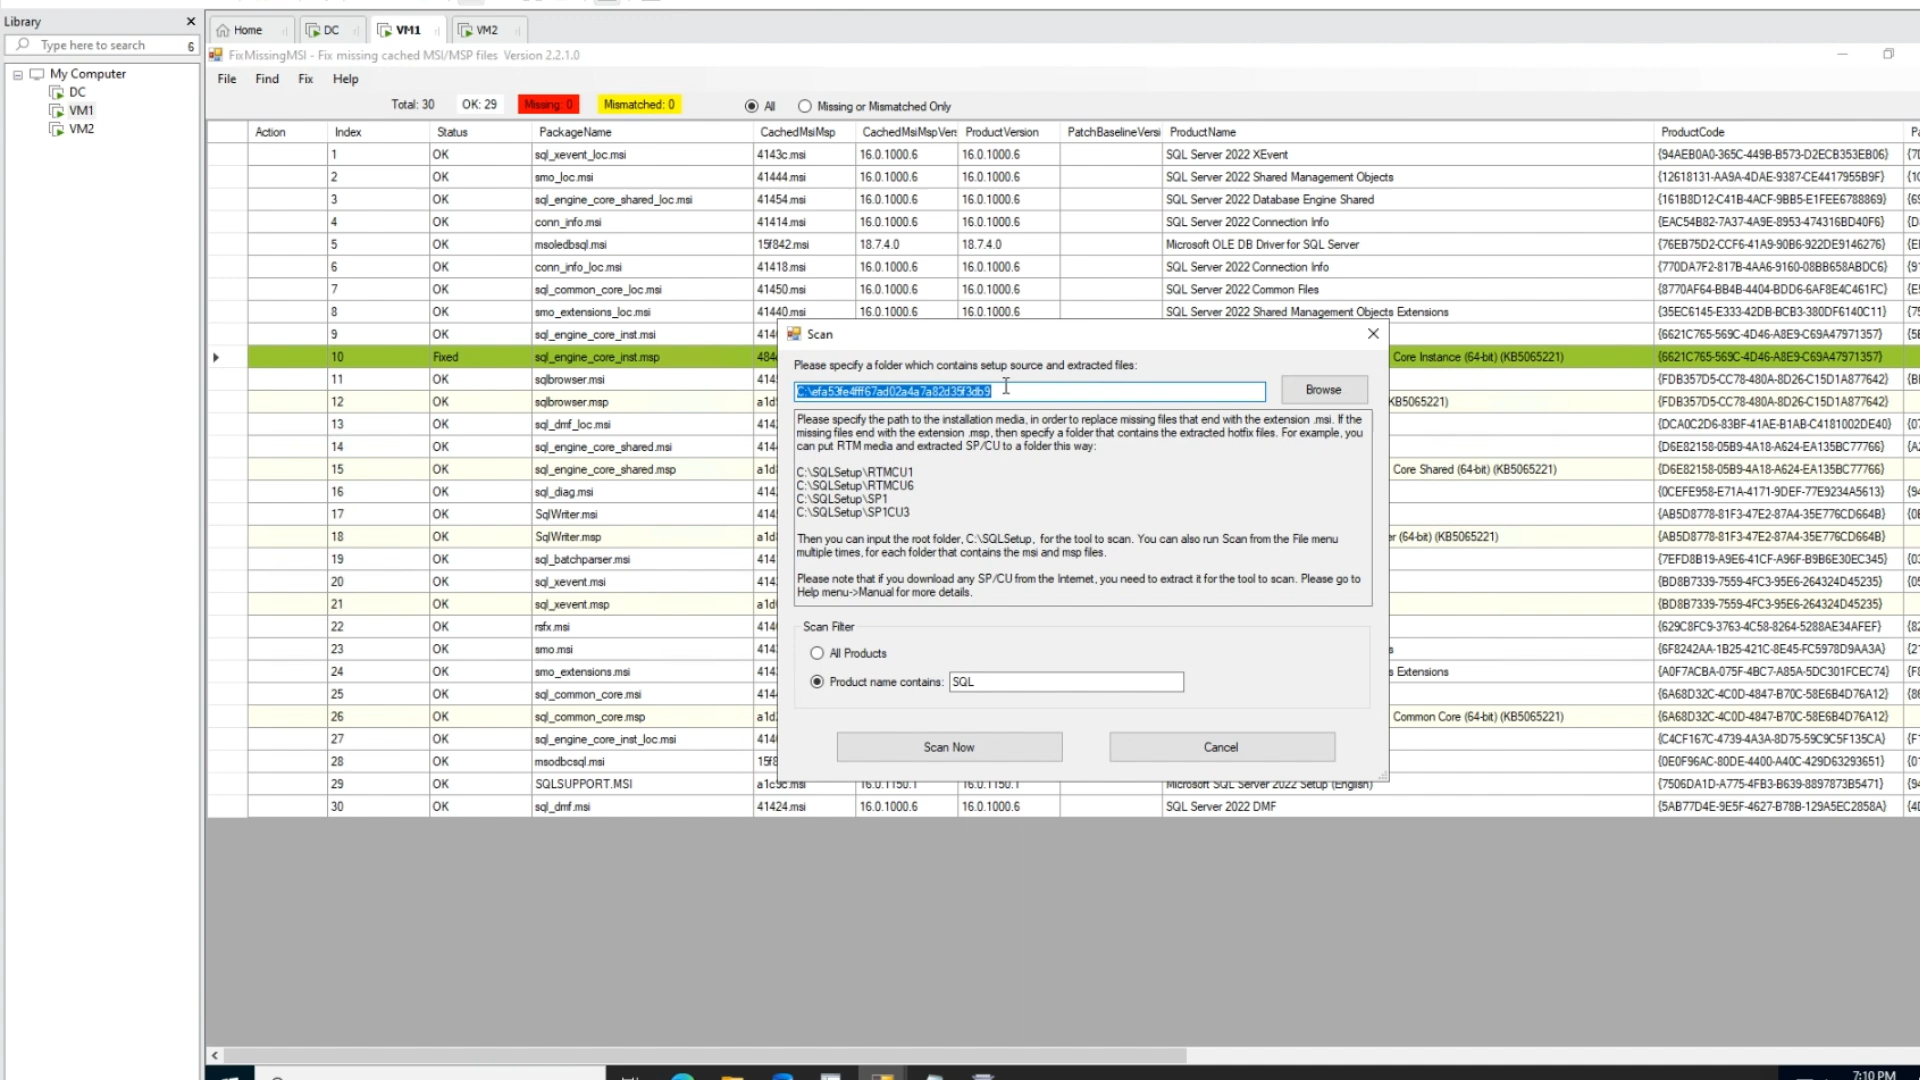 Library
Type here to search 6
My Computer
DC
VM1
VM2
Home
DC
VM1
VM2
FixMissingMSI - Fix missing cached MSI/MSP files Version 2.2.1.0
File Find Fix Help
Total: 30 OK: 29 Missing: 0 Mismatched: 0 All Missing or Mismatched Only
Action Index Status PackageName CachedMsiMsp CachedMsiMspVers ProductVersion PatchBaselineVersi ProductName ProductCode
1 OK sql_xevent_loc.msi 4143c.msi 16.0.1000.6 16.0.1000.6 SQL Server 2022 XEvent {94AEB0A0-365C-449B-B573-D2ECB353EB06}
2 OK smo_loc.msi 41444.msi 16.0.1000.6 16.0.1000.6 SQL Server 2022 Shared Management Objects {12618131-AA9A-4DAE-9387-CE4417955B9F}
3 OK sql_engine_core_shared_loc.msi 41454.msi 16.0.1000.6 16.0.1000.6 SQL Server 2022 Database Engine Shared {161B8D12-C41B-4ACF-9BB5-E1FEE6788869}
4 OK conn_info.msi 41414.msi 16.0.1000.6 16.0.1000.6 SQL Server 2022 Connection Info {EAC54B82-7A37-4A9E-8953-474316BD40F6}
5 OK msoledbsql.msi 15f842.msi 18.7.4.0 18.7.4.0 Microsoft OLE DB Driver for SQL Server {76EB75D2-CCF6-41A9-90B6-922DE9146276}
6 OK conn_info_loc.msi 41418.msi 16.0.1000.6 16.0.1000.6 SQL Server 2022 Connection Info {770DA7F2-817B-4AA6-9160-08BB658ABDC6}
7 OK sql_common_core_loc.msi 41450.msi 16.0.1000.6 16.0.1000.6 SQL Server 2022 Common Files {8770AF64-BB4B-4404-BDD6-6AF8E4C461FC}
8 OK smo_extensions_loc.msi 41440.msi 16.0.1000.6 16.0.1000.6 SQL Server 2022 Shared Management Objects Extensions {35EC6145-E333-42DB-BCB3-380DF6140C11}
9 OK sql_engine_core_inst.msi {6621C765-569C-4D46-A8E9-C69A47971357}
10 Fixed sql_engine_core_inst.msp Core Instance (64-bit) (KB5065221) {6621C765-569C-4D46-A8E9-C69A47971357}
11 OK sqlbrowser.msi {FDB357D5-CC78-480A-8D26-C15D1A877642}
12 OK sqlbrowser.msp KB5065221) {FDB357D5-CC78-480A-8D26-C15D1A877642}
13 OK sql_dmf_loc.msi {DCA0C2D6-83BF-41AE-B1AB-C4181002DE40}
14 OK sql_engine_core_shared.msi {D6E82158-05B9-4A18-A624-EA135BC77766}
15 OK sql_engine_core_shared.msp Core Shared (64-bit) (KB5065221) {D6E82158-05B9-4A18-A624-EA135BC77766}
16 OK sql_diag.msi {0CEFE958-E71A-4171-9DEF-77E9234A5613}
17 OK SqlWriter.msi {AB5D8778-81F3-47E2-87A4-35E776CD664B}
18 OK SqlWriter.msp (64-bit) (KB5065221) {AB5D8778-81F3-47E2-87A4-35E776CD664B}
19 OK sql_batchparser.msi {7EFD8B19-A9E6-41CF-A96F-B9B6E30EC345}
20 OK sql_xevent.msi {BD8B7339-7559-4FC3-95E6-264324D45235}
21 OK sql_xevent.msp {BD8B7339-7559-4FC3-95E6-264324D45235}
22 OK rsfx.msi {629C8FC9-3763-4C58-8264-5288AE34AFEF}
23 OK smo.msi {6F8242AA-1B25-421C-8E45-FC5978D9AA3A}
24 OK smo_extensions.msi Extensions {A0F7ACBA-075F-4BC7-A85A-5DC301FCEC74}
25 OK sql_common_core.msi {6A68D32C-4C0D-4847-B70C-58E6B4D76A12}
26 OK sql_common_core.msp Common Core (64-bit) (KB5065221) {6A68D32C-4C0D-4847-B70C-58E6B4D76A12}
27 OK sql_engine_core_inst_loc.msi {C4CF167C-4739-4A3A-8D75-59C9C5F135CA}
28 OK msodbcsql.msi {0E0F96AC-80DE-4400-A40C-429D63293651}
29 OK SQLSUPPORT.MSI a1c9c.msi 16.0.1150.1 16.0.1150.1 Microsoft SQL Server 2022 Setup (English) {7506DA1D-A775-4FB3-B639-8897873B5471}
30 OK sql_dmf.msi 41424.msi 16.0.1000.6 16.0.1000.6 SQL Server 2022 DMF {5AB77D4E-9E5F-4627-B78B-129A5EC2858A}
Scan
Please specify a folder which contains setup source and extracted files:
C:\efa53fe4fff67ad02a4a7a82d35f3db9 Browse
Please specify the path to the installation media, in order to replace missing files that end with the extension .msi. If the
missing files end with the extension .msp, then specify a folder that contains the extracted hotfix files. For example, you
can put RTM media and extracted SP/CU to a folder this way:
C:\SQLSetup\RTMCU1
C:\SQLSetup\RTMCU6
C:\SQLSetup\SP1
C:\SQLSetup\SP1CU3
Then you can input the root folder, C:\SQLSetup, for the tool to scan. You can also run Scan from the File menu
multiple times, for each folder that contains the msi and msp files.
Please note that if you download any SP/CU from the Internet, you need to extract it for the tool to scan. Please go to
Help menu->Manual for more details.
Scan Filter
All Products
Product name contains: SQL
Scan Now Cancel
7:10 PM